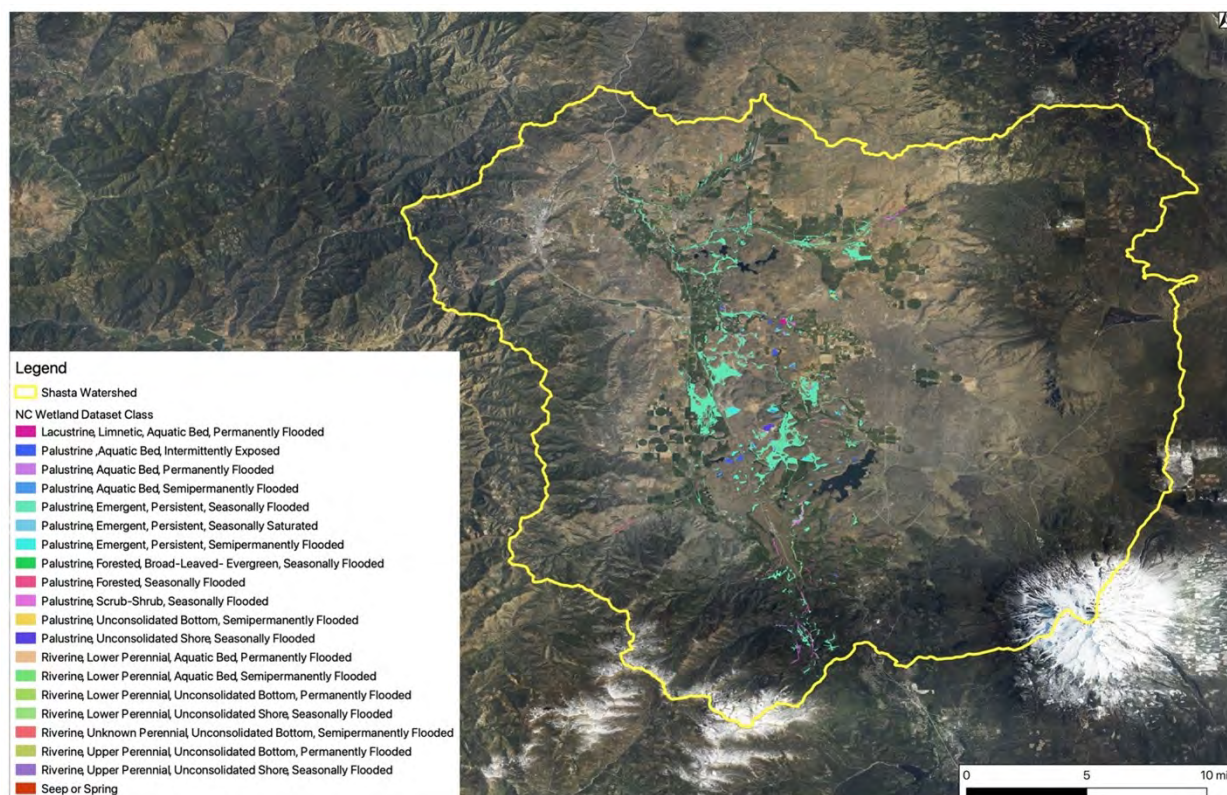 Legend
Shasta Watershed
NC Wetland Dataset Class
Lacustrine, Limnetic, Aquatic Bed, Permanently Flooded
Palustrine ,Aquatic Bed, Intermittently Exposed
Palustrine, Aquatic Bed, Permanently Flooded
Palustrine, Aquatic Bed, Semipermanently Flooded
Palustrine, Emergent, Persistent, Seasonally Flooded
Palustrine, Emergent, Persistent, Seasonally Saturated
Palustrine, Emergent, Persistent, Semipermanently Flooded
Palustrine, Forested, Broad-Leaved- Evergreen, Seasonally Flooded
Palustrine, Forested, Seasonally Flooded
Palustrine, Scrub-Shrub, Seasonally Flooded
Palustrine, Unconsolidated Bottom, Semipermanently Flooded
Palustrine, Unconsolidated Shore, Seasonally Flooded
Riverine, Lower Perennial, Aquatic Bed, Permanently Flooded
Riverine, Lower Perennial, Aquatic Bed, Semipermanently Flooded
Riverine, Lower Perennial, Unconsolidated Bottom, Permanently Flooded
Riverine, Lower Perennial, Unconsolidated Shore, Seasonally Flooded
Riverine, Unknown Perennial, Unconsolidated Bottom, Semipermanently Flooded
Riverine, Upper Perennial, Unconsolidated Bottom, Permanently Flooded
Riverine, Upper Perennial, Unconsolidated Shore, Seasonally Flooded
Seep or Spring
0 5 10 mi